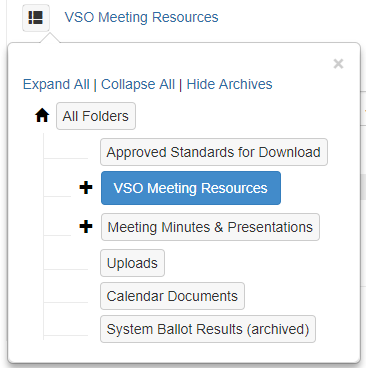 VSO Meeting Resources
×
Expand All | Collapse All | Hide Archives
All Folders
Approved Standards for Download
VSO Meeting Resources
Meeting Minutes & Presentations
Uploads
Calendar Documents
System Ballot Results (archived)